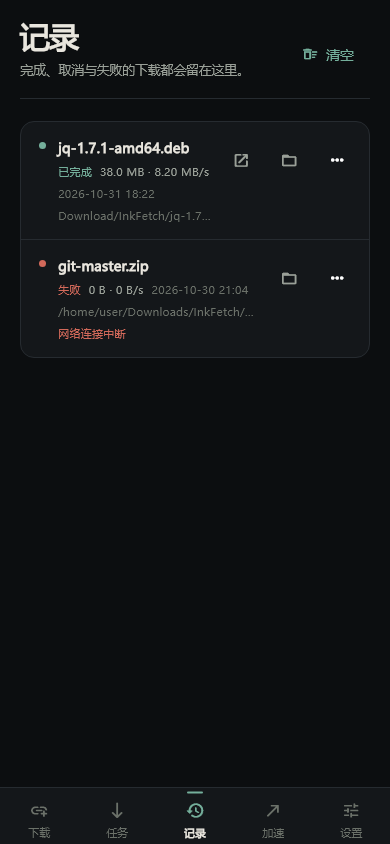 记录
完成、取消与失败的下载都会留在这里。
清空
jq-1.7.1-amd64.deb
已完成 38.0 MB · 8.20 MB/s
2026-10-31 18:22
Download/InkFetch/jq-1.7...
git-master.zip
失败 0 B · 0 B/s 2026-10-30 21:04
/home/user/Downloads/InkFetch/...
网络连接中断
下载 任务 记录 加速 设置